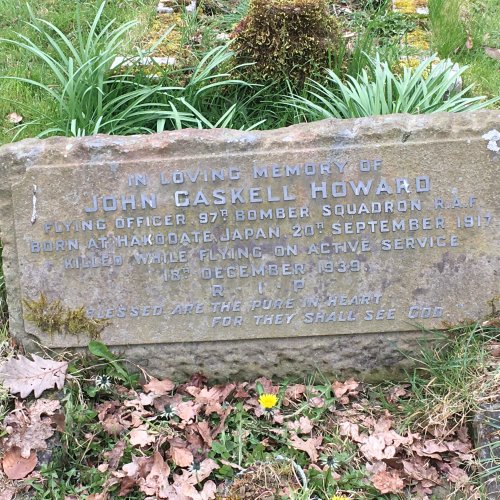 IN LOVING MEMORY OF
JOHN GASKELL HOWARD
FLYING OFFICER 97TH BOMBER SQUADRON R.A.F.
BORN AT HAKODATE, JAPAN, 20TH SEPTEMBER 1917
KILLED WHILE FLYING ON ACTIVE SERVICE
18TH DECEMBER 1939.
R. I. P.
BLESSED ARE THE PURE IN HEART,
FOR THEY SHALL SEE GOD.